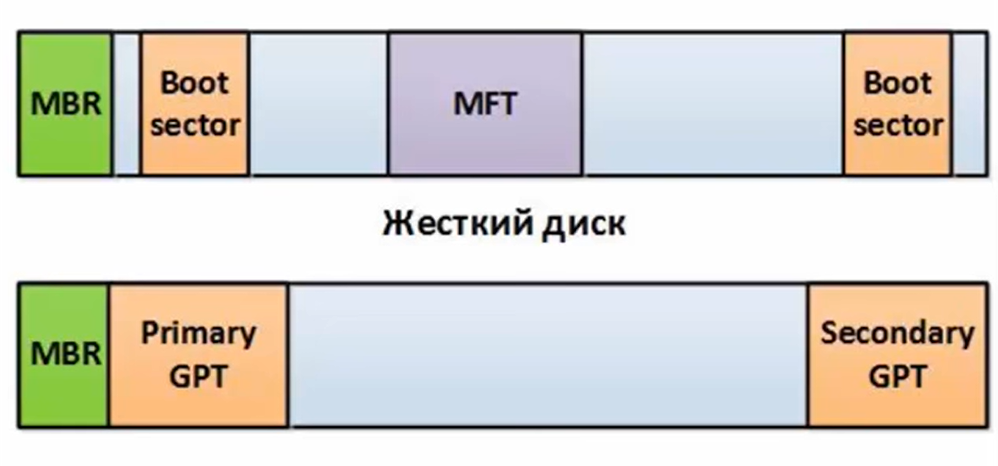 MBR
Boot
sector
MFT
Boot
sector
Жесткий диск
MBR
Primary
GPT
Secondary
GPT